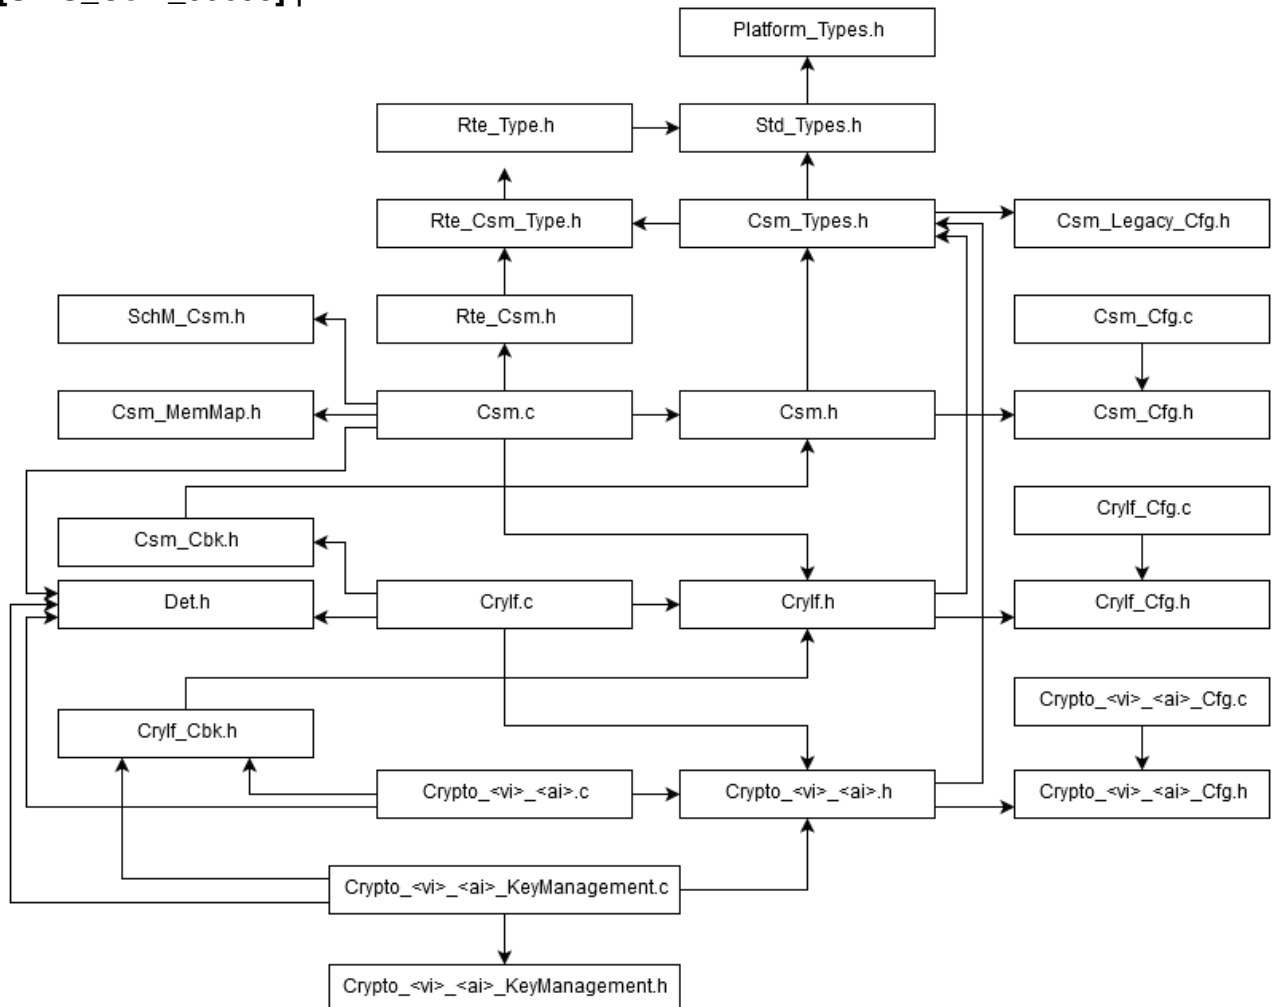 Platform_Types.h
Rte_Type.h
Std_Types.h
Rte_Csm_Type.h
Csm_Types.h
Csm_Legacy_Cfg.h
SchM_Csm.h
Rte_Csm.h
Csm_Cfg.c
Csm_MemMap.h
Csm.c
Csm.h
Csm_Cfg.h
CryIf_Cfg.c
Csm_Cbk.h
Det.h
CryIf.c
CryIf.h
CryIf_Cfg.h
CryIf_Cbk.h
Crypto_<vi>_<ai>_Cfg.c
Crypto_<vi>_<ai>.c
Crypto_<vi>_<ai>.h
Crypto_<vi>_<ai>_Cfg.h
Crypto_<vi>_<ai>_KeyManagement.c
Crypto_<vi>_<ai>_KeyManagement.h